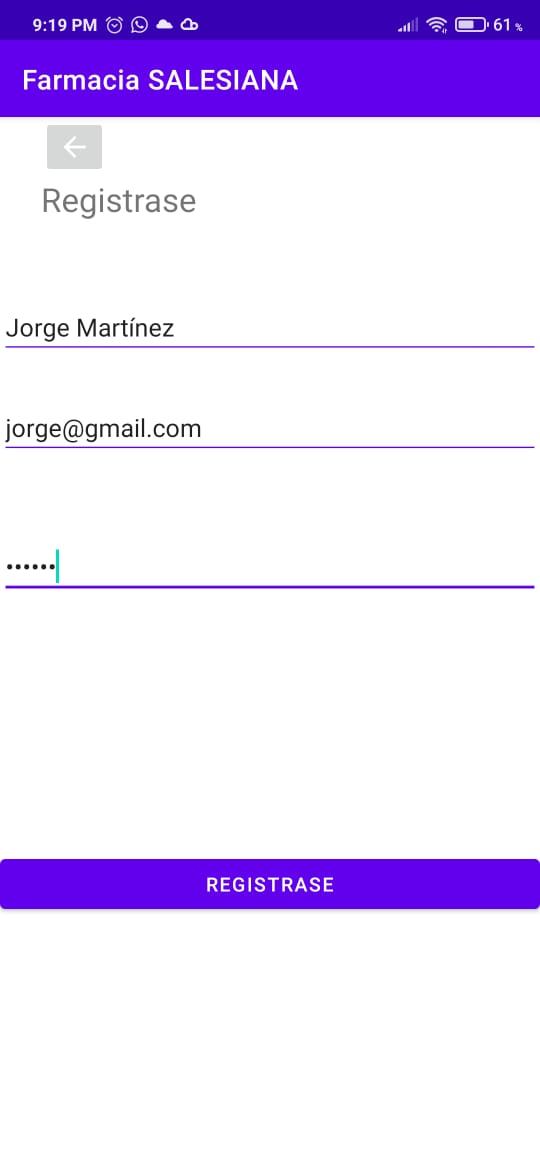 9:19 PM 61 %
Farmacia SALESIANA
Registrase
Jorge Martínez
jorge@gmail.com
••••••
REGISTRASE